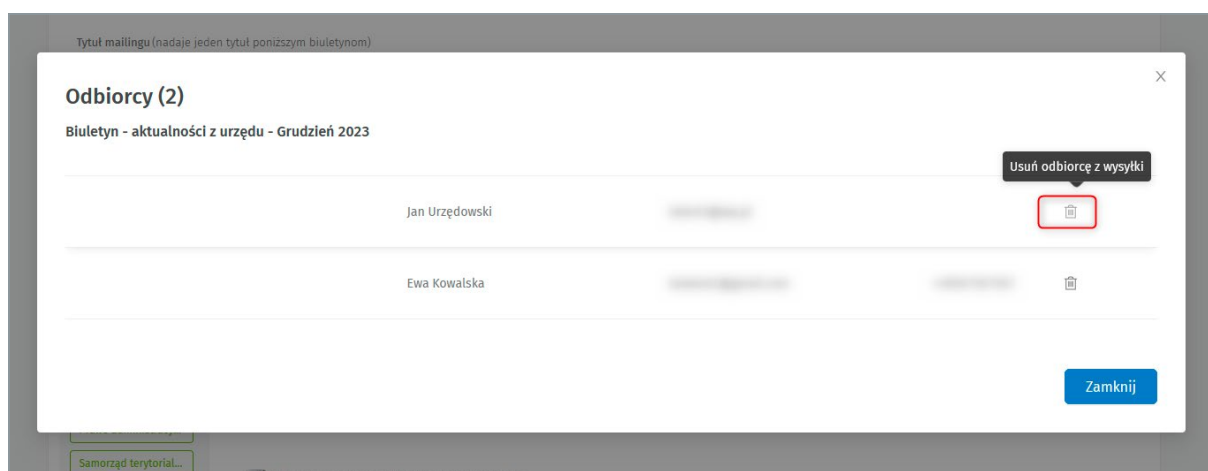 Tytuł mailingu (nadaje jeden tytuł poniższym biuletynom)
Odbiorcy (2)
Biuletyn - aktualności z urzędu - Grudzień 2023
Usuń odbiorcę z wysyłki
Jan Urzędowski
Ewa Kowalska
Zamknij
Samorząd terytorial...